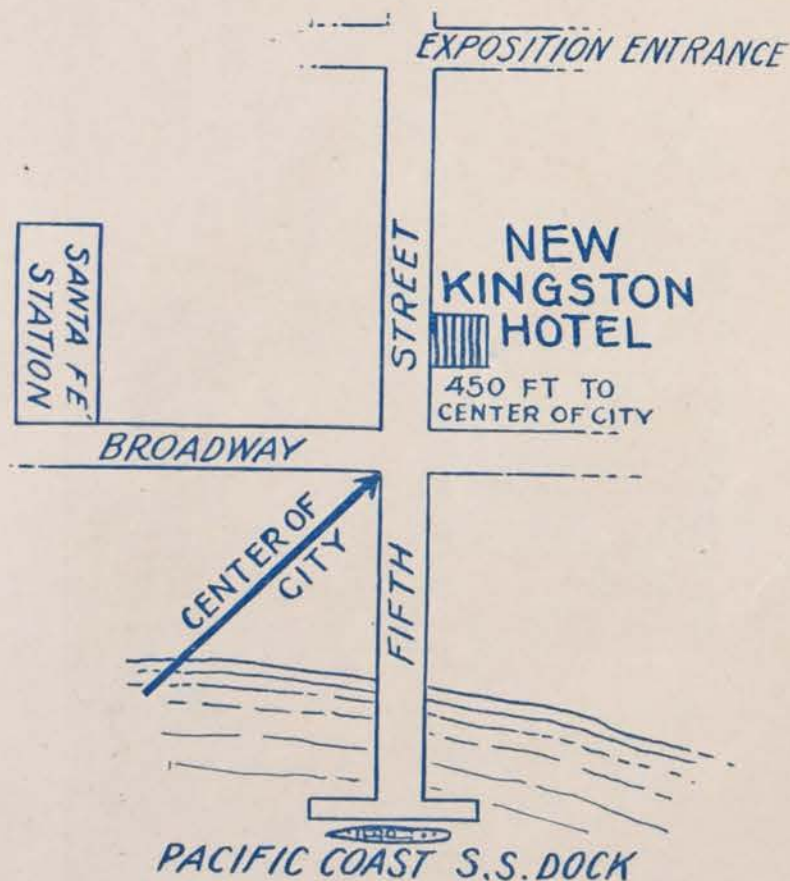 EXPOSITION ENTRANCE
SANTA FE´
STATION
STREET
NEW
KINGSTON
HOTEL
450 FT TO
CENTER OF CITY
BROADWAY
CENTER OF
CITY
FIFTH
PACIFIC COAST S.S. DOCK